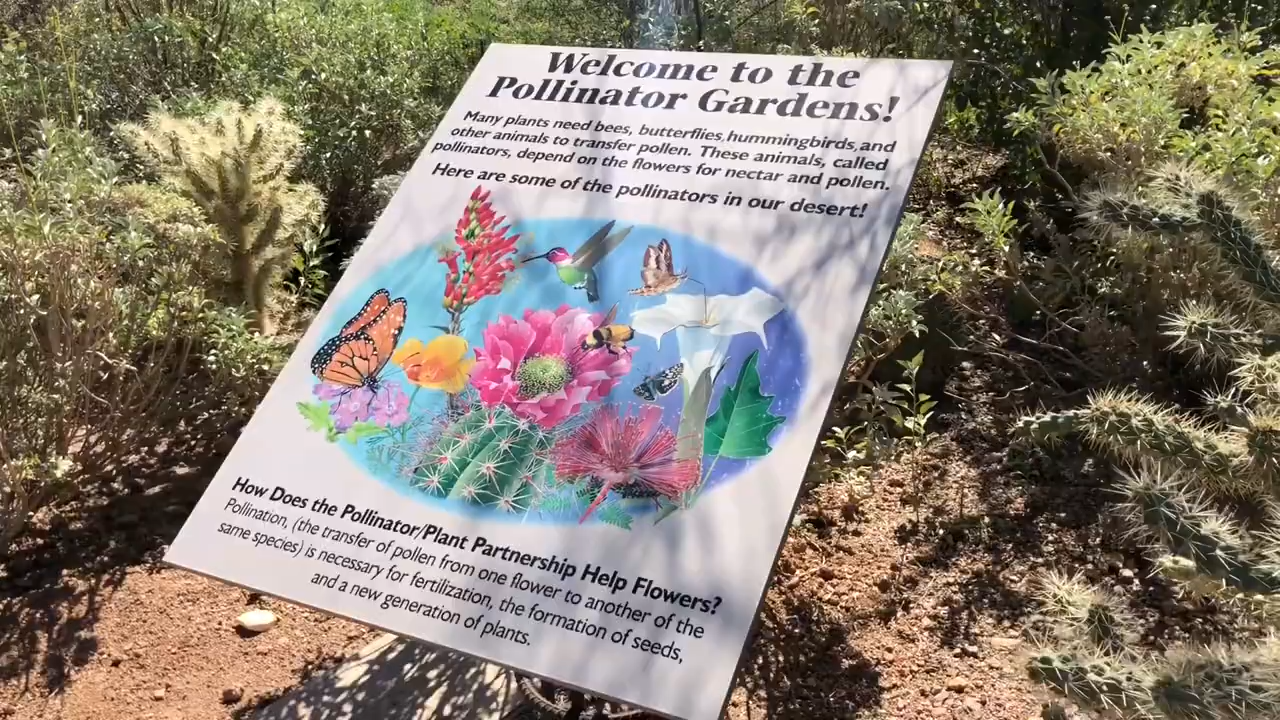 Welcome to the
Pollinator Gardens!
Many plants need bees, butterflies, hummingbirds, and
other animals to transfer pollen. These animals, called
pollinators, depend on the flowers for nectar and pollen.
Here are some of the pollinators in our desert!
How Does the Pollinator/Plant Partnership Help Flowers?
Pollination, (the transfer of pollen from one flower to another of the
same species) is necessary for fertilization, the formation of seeds,
and a new generation of plants.